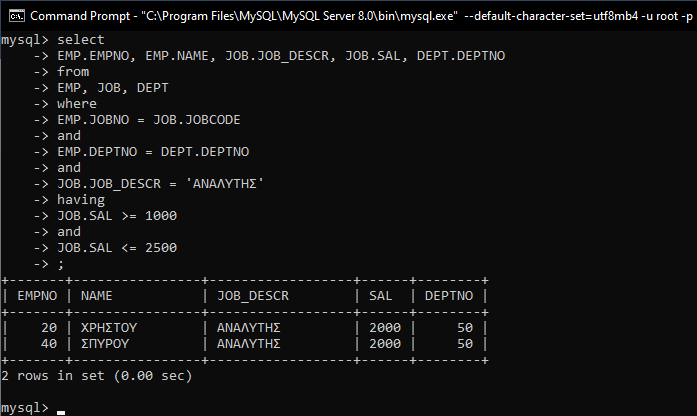 Command Prompt - "C:\Program Files\MySQL\MySQL Server 8.0\bin\mysql.exe" --default-character-set=utf8mb4 -u root -p
mysql> select
    -> EMP.EMPNO, EMP.NAME, JOB.JOB_DESCR, JOB.SAL, DEPT.DEPTNO
    -> from
    -> EMP, JOB, DEPT
    -> where
    -> EMP.JOBNO = JOB.JOBCODE
    -> and
    -> EMP.DEPTNO = DEPT.DEPTNO
    -> and
    -> JOB.JOB_DESCR = 'ΑΝΑΛΥΤΗΣ'
    -> having
    -> JOB.SAL >= 1000
    -> and
    -> JOB.SAL <= 2500
    -> ;
+-------+----------------+------------------+------+--------+
| EMPNO | NAME           | JOB_DESCR        | SAL  | DEPTNO |
+-------+----------------+------------------+------+--------+
|    20 | ΧΡΗΣΤΟΥ        | ΑΝΑΛΥΤΗΣ         | 2000 |     50 |
|    40 | ΣΠΥΡΟΥ         | ΑΝΑΛΥΤΗΣ         | 2000 |     50 |
+-------+----------------+------------------+------+--------+
2 rows in set (0.00 sec)
mysql>